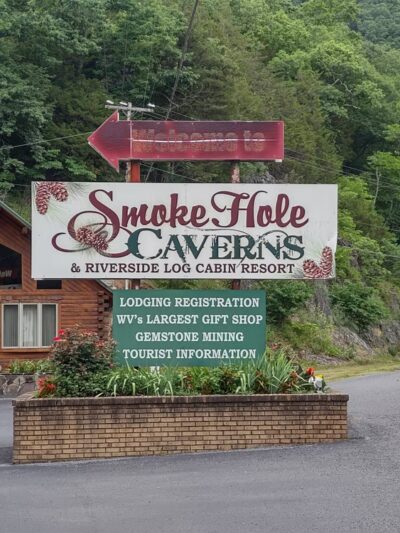 Welcome to
Smoke Hole
CAVERNS
& RIVERSIDE LOG CABIN RESORT
LODGING REGISTRATION
WV's LARGEST GIFT SHOP
GEMSTONE MINING
TOURIST INFORMATION